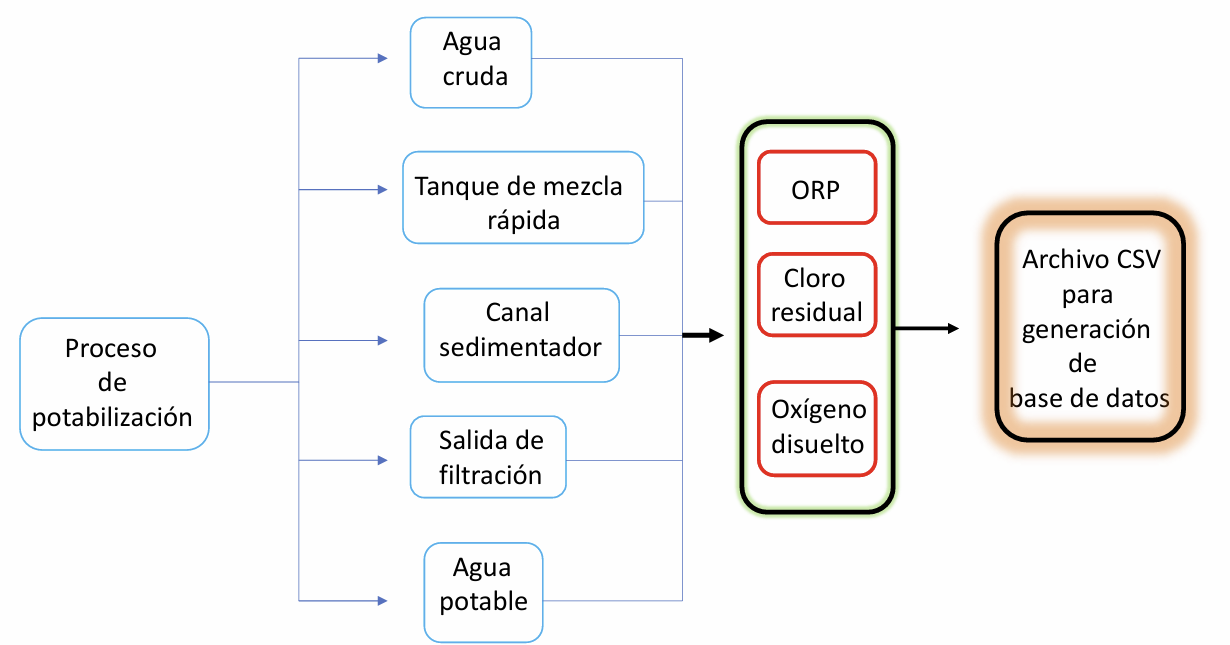 Proceso
de
potabilización
Agua
cruda
Tanque de mezcla
rápida
Canal
sedimentador
Salida de
filtración
Agua
potable
ORP
Cloro
residual
Oxígeno
disuelto
Archivo CSV
para
generación
de
base de datos